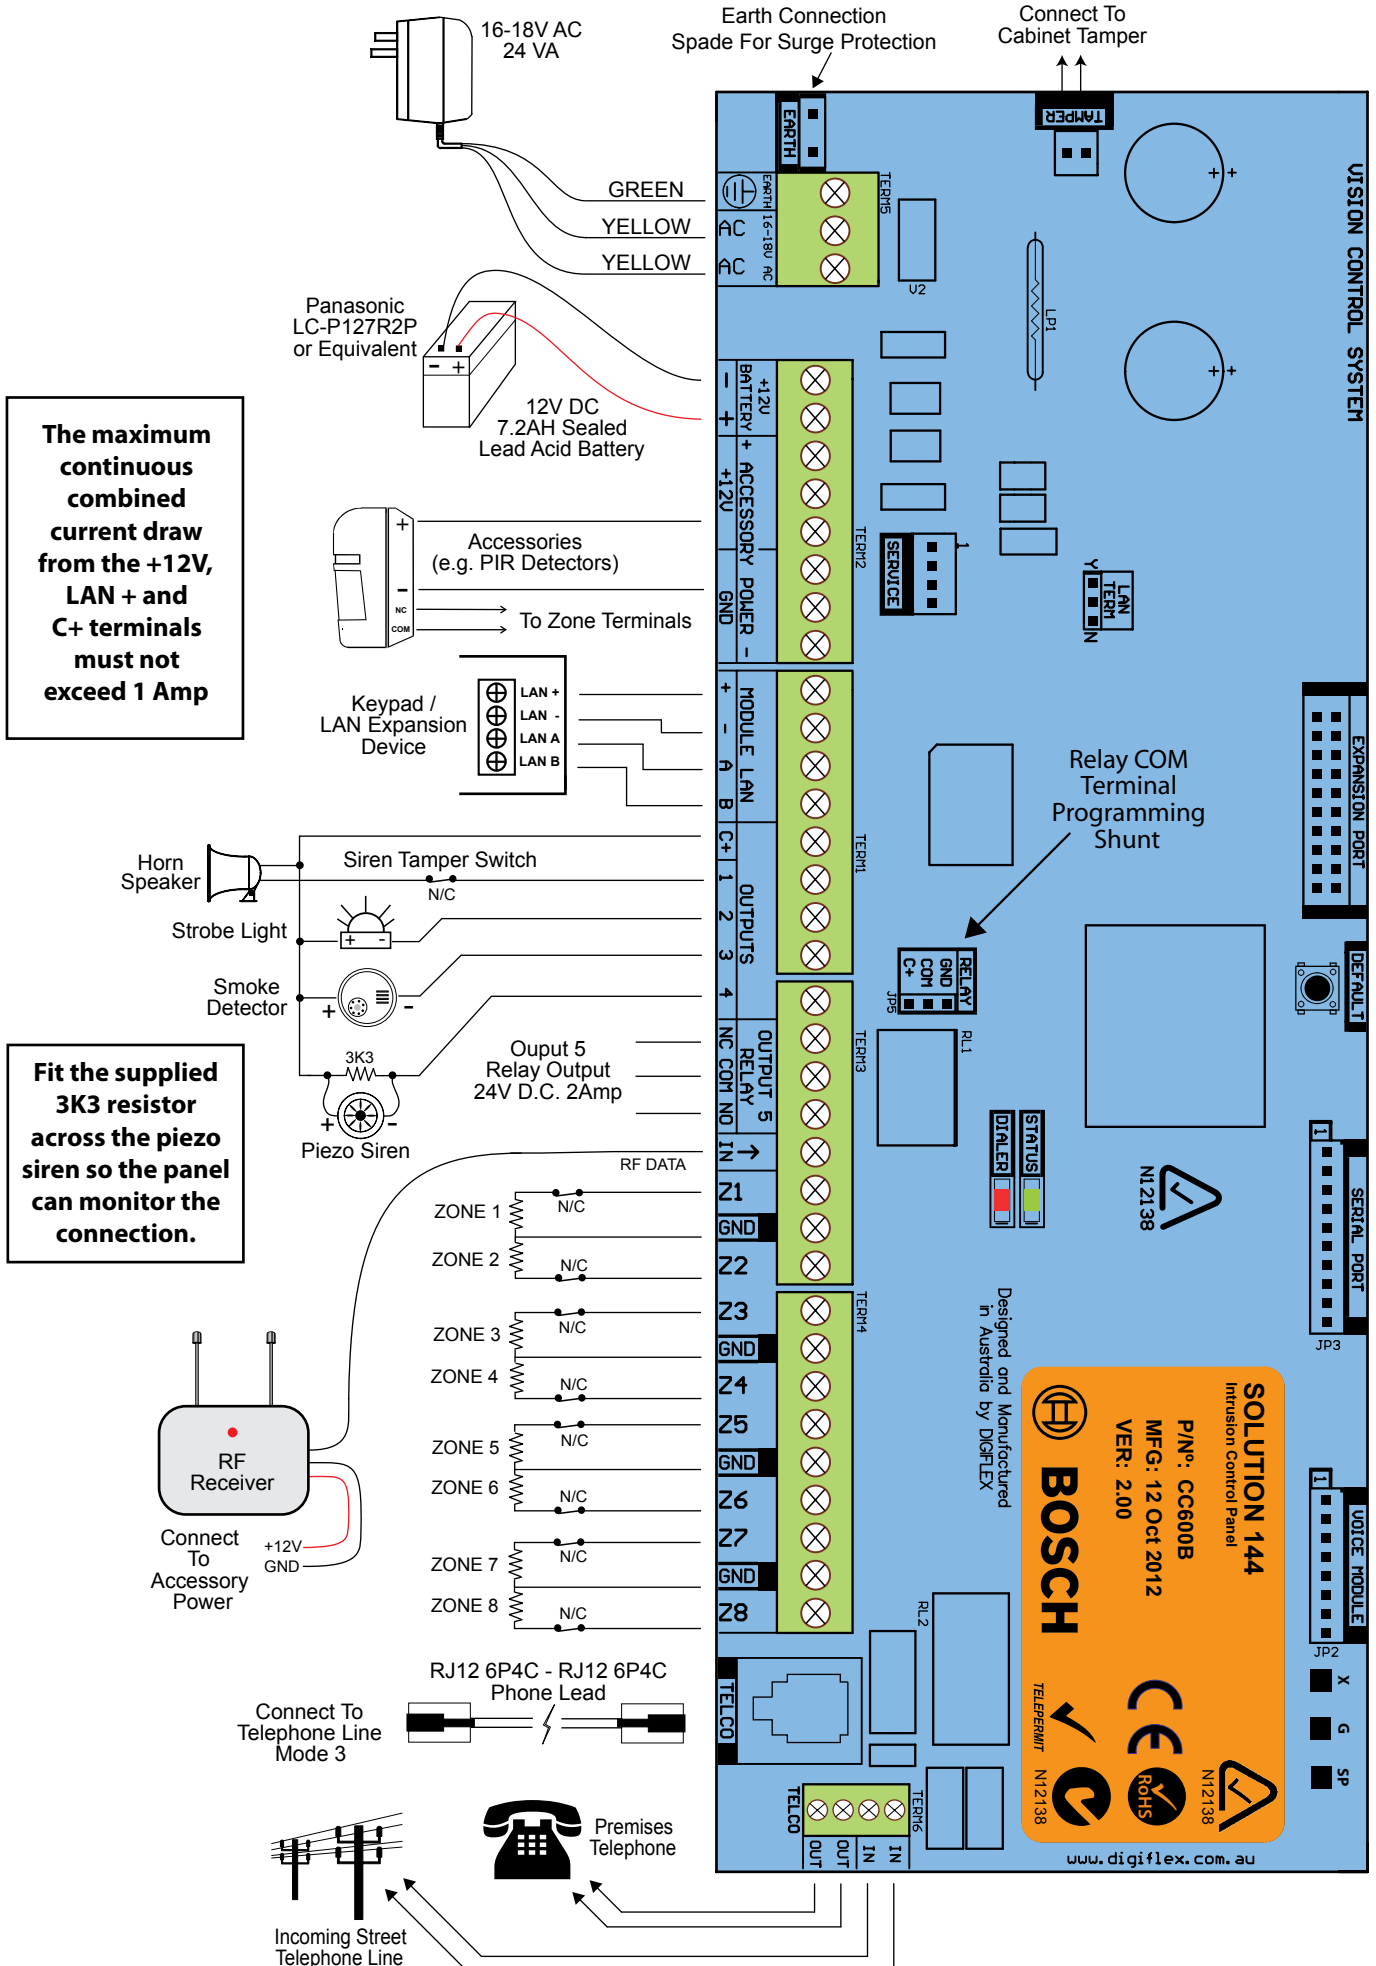 16-18V AC
24 VA
Earth Connection
Spade For Surge Protection
Connect To
Cabinet Tamper
EARTH
TAMPER
VISION CONTROL SYSTEM
GREEN
YELLOW
YELLOW
EARTH
AC
AC
16-18V AC
TERM5
V2
LP1
+ +
+ +
Panasonic
LC-P127R2P
or Equivalent
- +
12V DC
7.2AH Sealed
Lead Acid Battery
- +
+12V
BATTERY
+12V
GND
+ ACCESSORY POWER -
TERM2
SERVICE
1
Y
N
LAN
TERM
The maximum
continuous
combined
current draw
from the +12V,
LAN + and
C+ terminals
must not
exceed 1 Amp
+
-
NC
COM
Accessories
(e.g. PIR Detectors)
To Zone Terminals
Keypad /
LAN Expansion
Device
LAN +
LAN -
LAN A
LAN B
+
-
A
B
MODULE LAN
C+
1
2
3
4
OUTPUTS
TERM1
Relay COM
Terminal
Programming
Shunt
EXPANSION PORT
Horn
Speaker
Siren Tamper Switch
N/C
Strobe Light
+ -
Smoke
Detector
+ -
RELAY
GND
COM
C+
JP5
DEFAULT
3K3
+ -
Piezo Siren
Ouput 5
Relay Output
24V D.C. 2Amp
NC COM NO
OUTPUT 5
RELAY
TERM3
RL1
Fit the supplied
3K3 resistor
across the piezo
siren so the panel
can monitor the
connection.
DIALER
STATUS
N12138
1
SERIAL PORT
JP3
RF DATA
IN
ZONE 1
N/C
Z1
GND
ZONE 2
N/C
Z2
ZONE 3
N/C
Z3
GND
ZONE 4
N/C
Z4
ZONE 5
N/C
Z5
GND
ZONE 6
N/C
Z6
ZONE 7
N/C
Z7
GND
ZONE 8
N/C
Z8
TERM4
Designed and Manufactured
in Australia by DIGIFLEX
RF
Receiver
Connect
To
Accessory
Power
+12V
GND
SOLUTION 144
Intrusion Control Panel
P/Nº: CC600B
MFG: 12 Oct 2012
VER: 2.00
BOSCH
TELEPERMIT
N12138
RoHS
CE
N12138
1
VOICE MODULE
JP2
X
G
SP
RL2
RJ12 6P4C - RJ12 6P4C
Phone Lead
Connect To
Telephone Line
Mode 3
TELCO
TELCO
TERM6
OUT
OUT
IN
IN
www.digiflex.com.au
Premises
Telephone
Incoming Street
Telephone Line